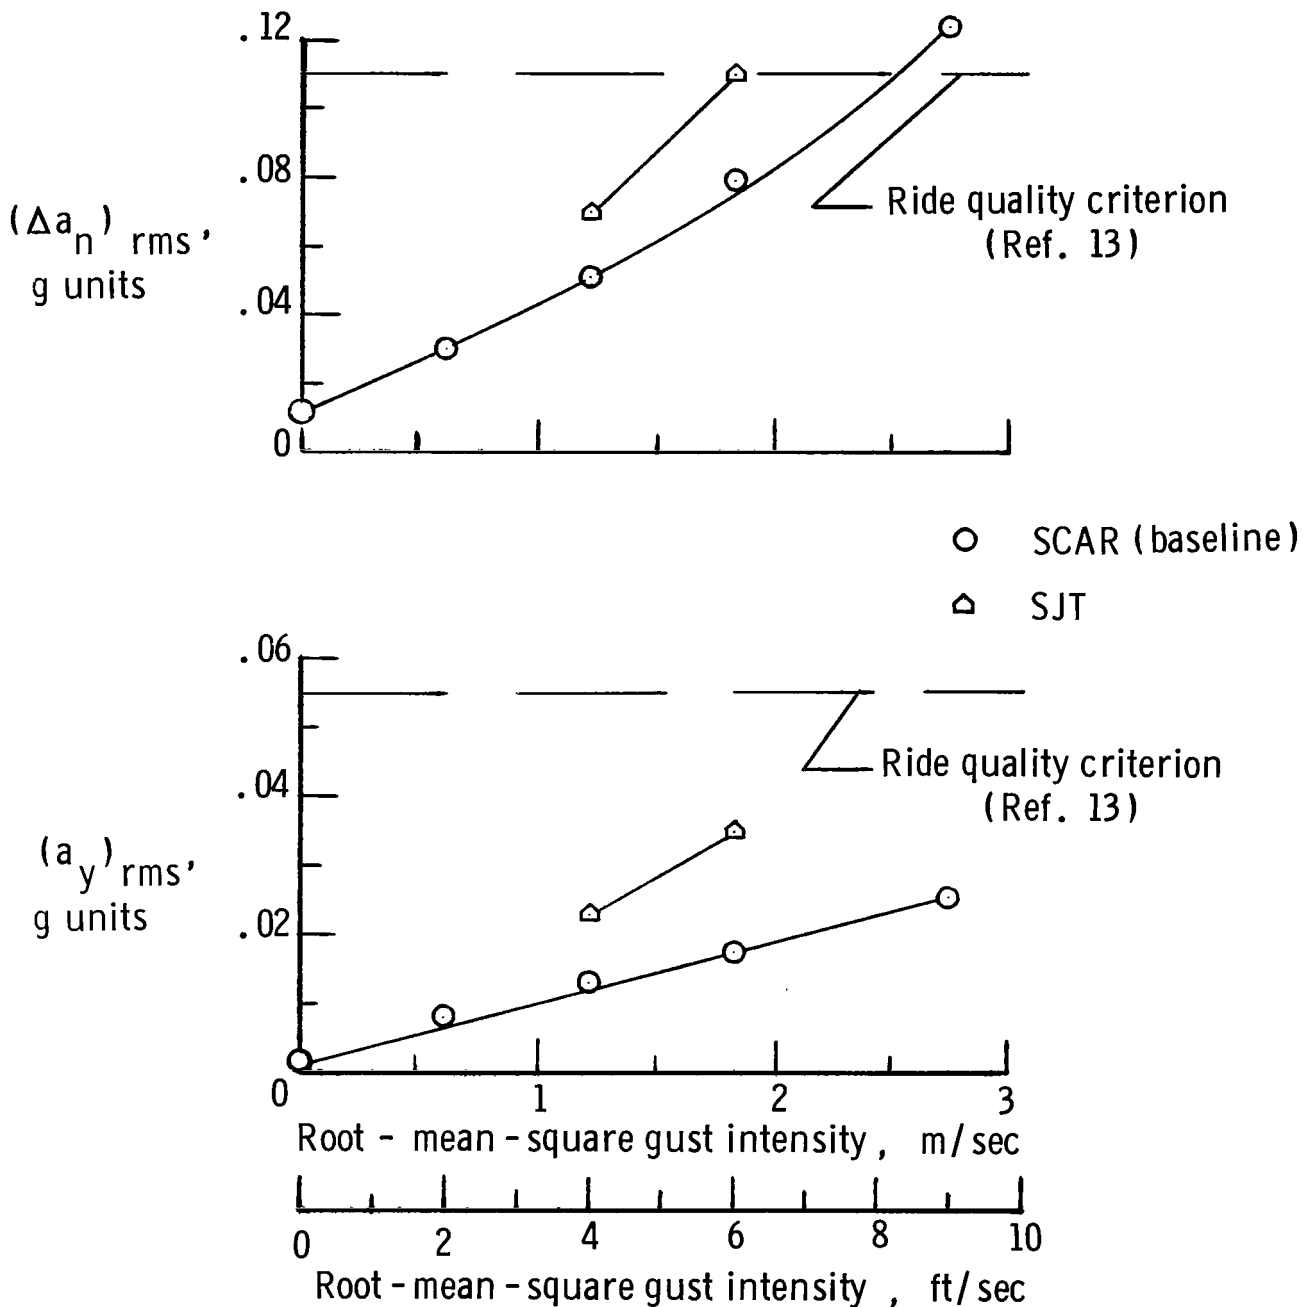 .12
.08
.04
0
(Δa_n) rms,
g units
Ride quality criterion
(Ref. 13)
○ SCAR (baseline)
SJT
.06
.04
.02
0
(a_y) rms,
g units
Ride quality criterion
(Ref. 13)
1 2 3
Root-mean-square gust intensity, m/sec
0 2 4 6 8 10
Root-mean-square gust intensity, ft/sec